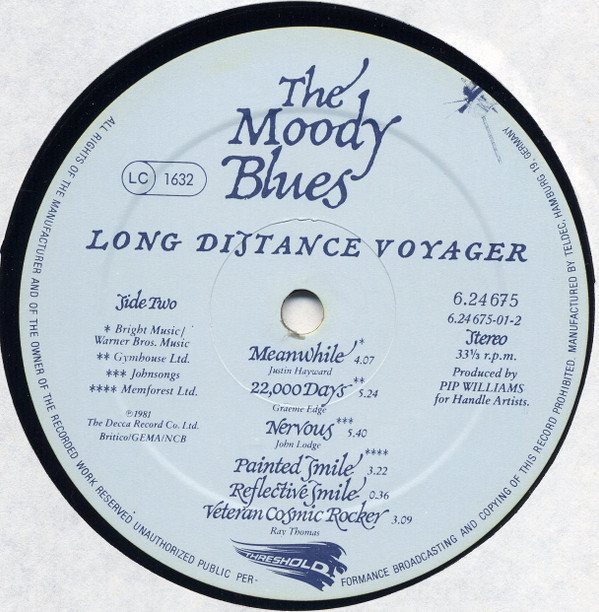 The
Moody
Blues
LC 1632
LONG DISTANCE VOYAGER
Side Two
* Bright Music/
Warner Bros. Music
** Gymhouse Ltd.
*** Johnsongs
**** Memforest Ltd.
℗1981
The Decca Record Co. Ltd.
Britico/GEMA/NCB
Meanwhile * 4.07
Justin Hayward
22,000 Days ** 5.24
Graeme Edge
Nervous *** 5.40
John Lodge
Painted Smile **** 3.22
Reflective Smile 0.36
Veteran Cosmic Rocker 3.09
Ray Thomas
6.24675
6.24675-01-2
Stereo
33⅓ r.p.m.
Produced by
PIP WILLIAMS
for Handle Artists.
THRESHOLD
ALL RIGHTS OF THE MANUFACTURER AND OF THE OWNER OF THE RECORDED WORK RESERVED UNAUTHORIZED PUBLIC PER-
FORMANCE BROADCASTING AND COPYING OF THIS RECORD PROHIBITED. MANUFACTURED BY TELDEC, HAMBURG 19, GERMANY